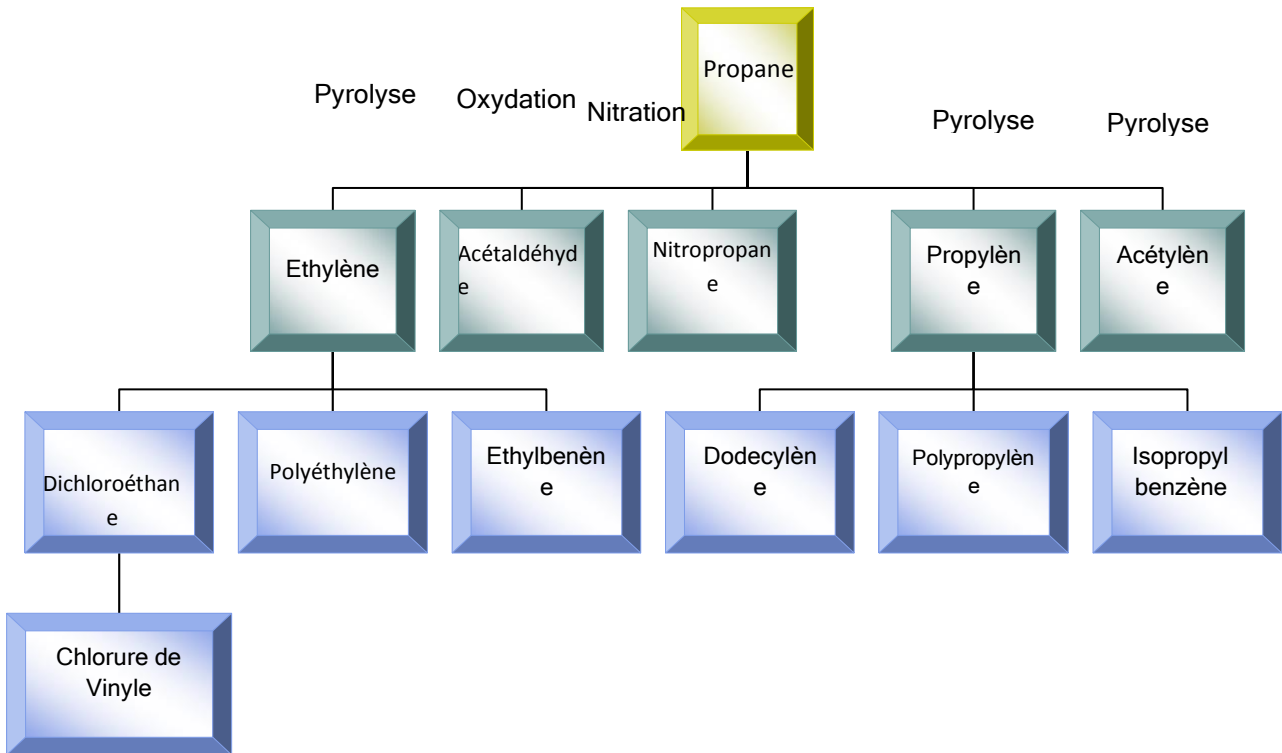 Propane
Pyrolyse
Oxydation
Nitration
Pyrolyse
Pyrolyse
Ethylène
Acétaldéhyd
e
Nitropropan
e
Propylèn
e
Acétylèn
e
Dichloroéthan
e
Polyéthylène
Ethylbenèn
e
Dodecylèn
e
Polypropylèn
e
Isopropyl
benzène
Chlorure de
Vinyle